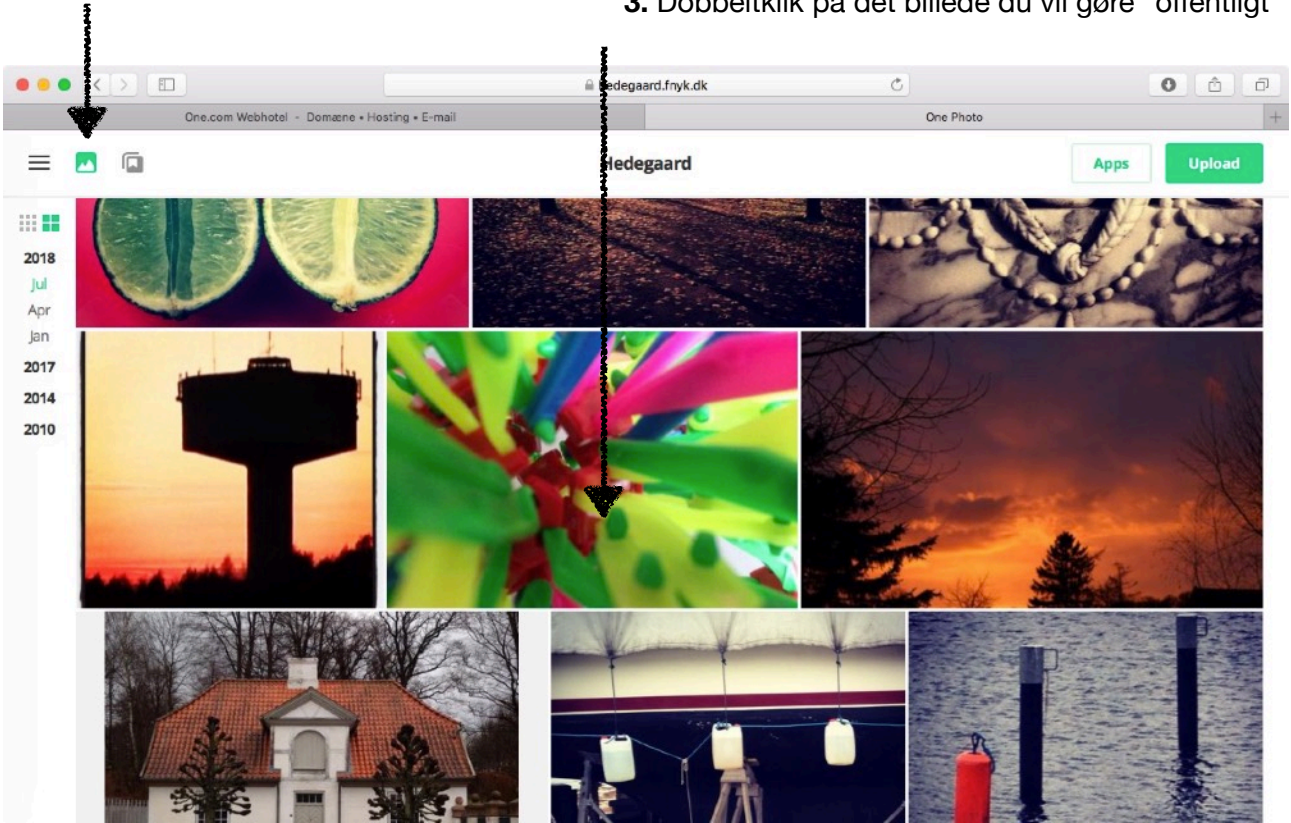 3. Dobbeltklik på det billede du vil gøre "offentligt"
hedegaard.fnyk.dk
One.com Webhotel - Domæne • Hosting • E-mail
One Photo
Hedegaard
Apps
Upload
2018
Jul
Apr
Jan
2017
2014
2010